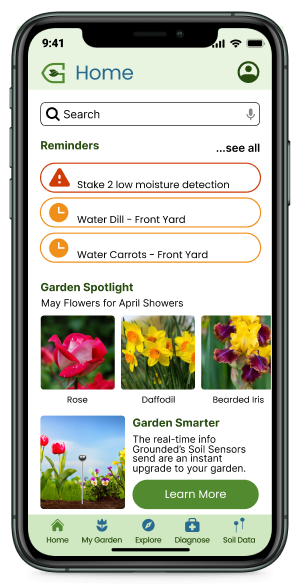 9:41
Home
Search
Reminders
...see all
Stake 2 low moisture detection
Water Dill - Front Yard
Water Carrots - Front Yard
Garden Spotlight
May Flowers for April Showers
Rose
Daffodil
Bearded Iris
Garden Smarter
The real-time info
Grounded's Soil Sensors
send are an instant
upgrade to your garden.
Learn More
Home
My Garden
Explore
Diagnose
Soil Data